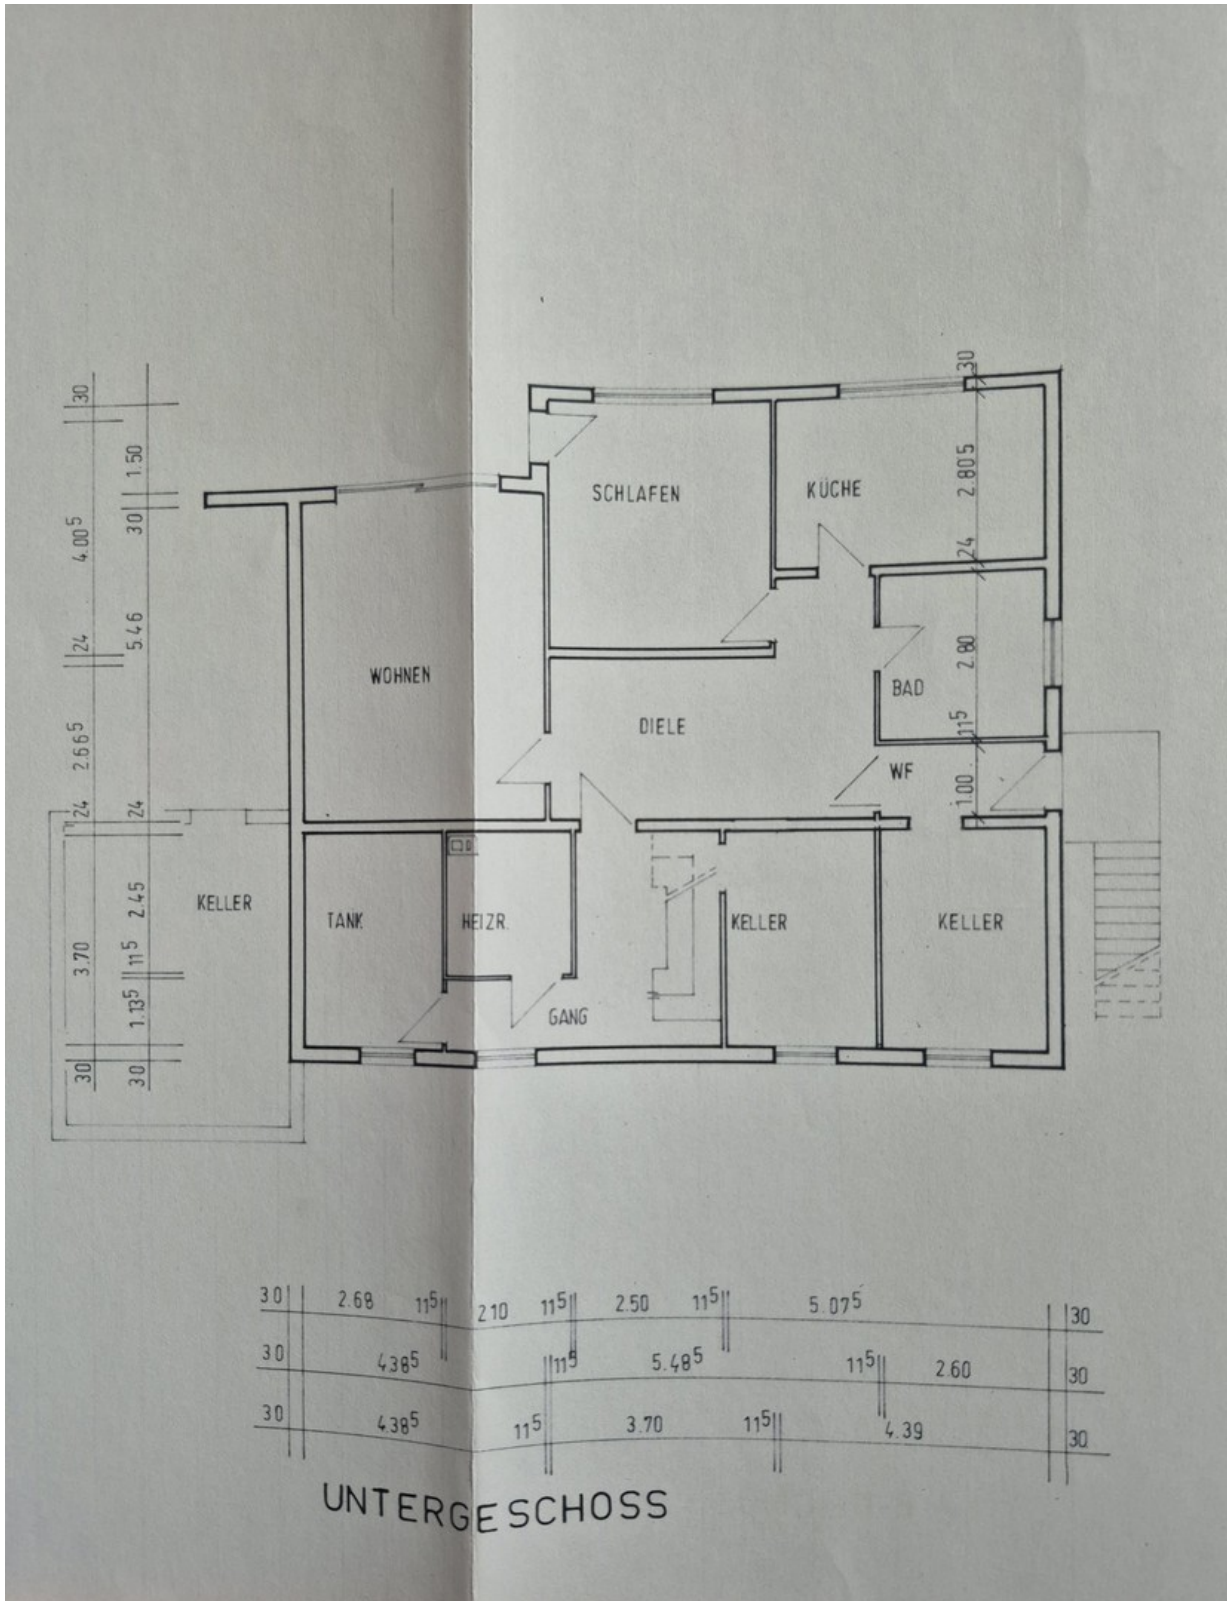 30
30
1.50
2.80⁵
SCHLAFEN
KÜCHE
4.00⁵
30
24
24
5.46
2.80
WOHNEN
BAD
DIELE
11⁵
2.66⁵
WF
1.00
24
24
KELLER
TANK
HEIZR.
KELLER
KELLER
2.45
3.70
11⁵
1.13⁵
GANG
30
30
30 2.68 11⁵ 2.10 11⁵ 2.50 11⁵ 5.07⁵ 30
30 4.38⁵ 11⁵ 5.48⁵ 11⁵ 2.60 30
30 4.38⁵ 11⁵ 3.70 11⁵ 4.39 30
UNTERGESCHOSS